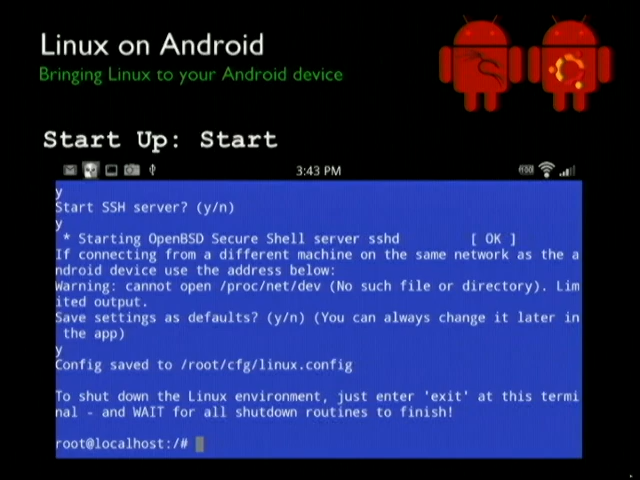 Linux on Android
Bringing Linux to your Android device
Start Up: Start
3:43 PM
y
Start SSH server? (y/n)
y
 * Starting OpenBSD Secure Shell server sshd         [ OK ]
If connecting from a different machine on the same network as the a
ndroid device use the address below:
Warning: cannot open /proc/net/dev (No such file or directory). Lim
ited output.
Save settings as defaults? (y/n) (You can always change it later in
 the app)
y
Config saved to /root/cfg/linux.config
To shut down the Linux environment, just enter 'exit' at this termi
nal - and WAIT for all shutdown routines to finish!
root@localhost:/#